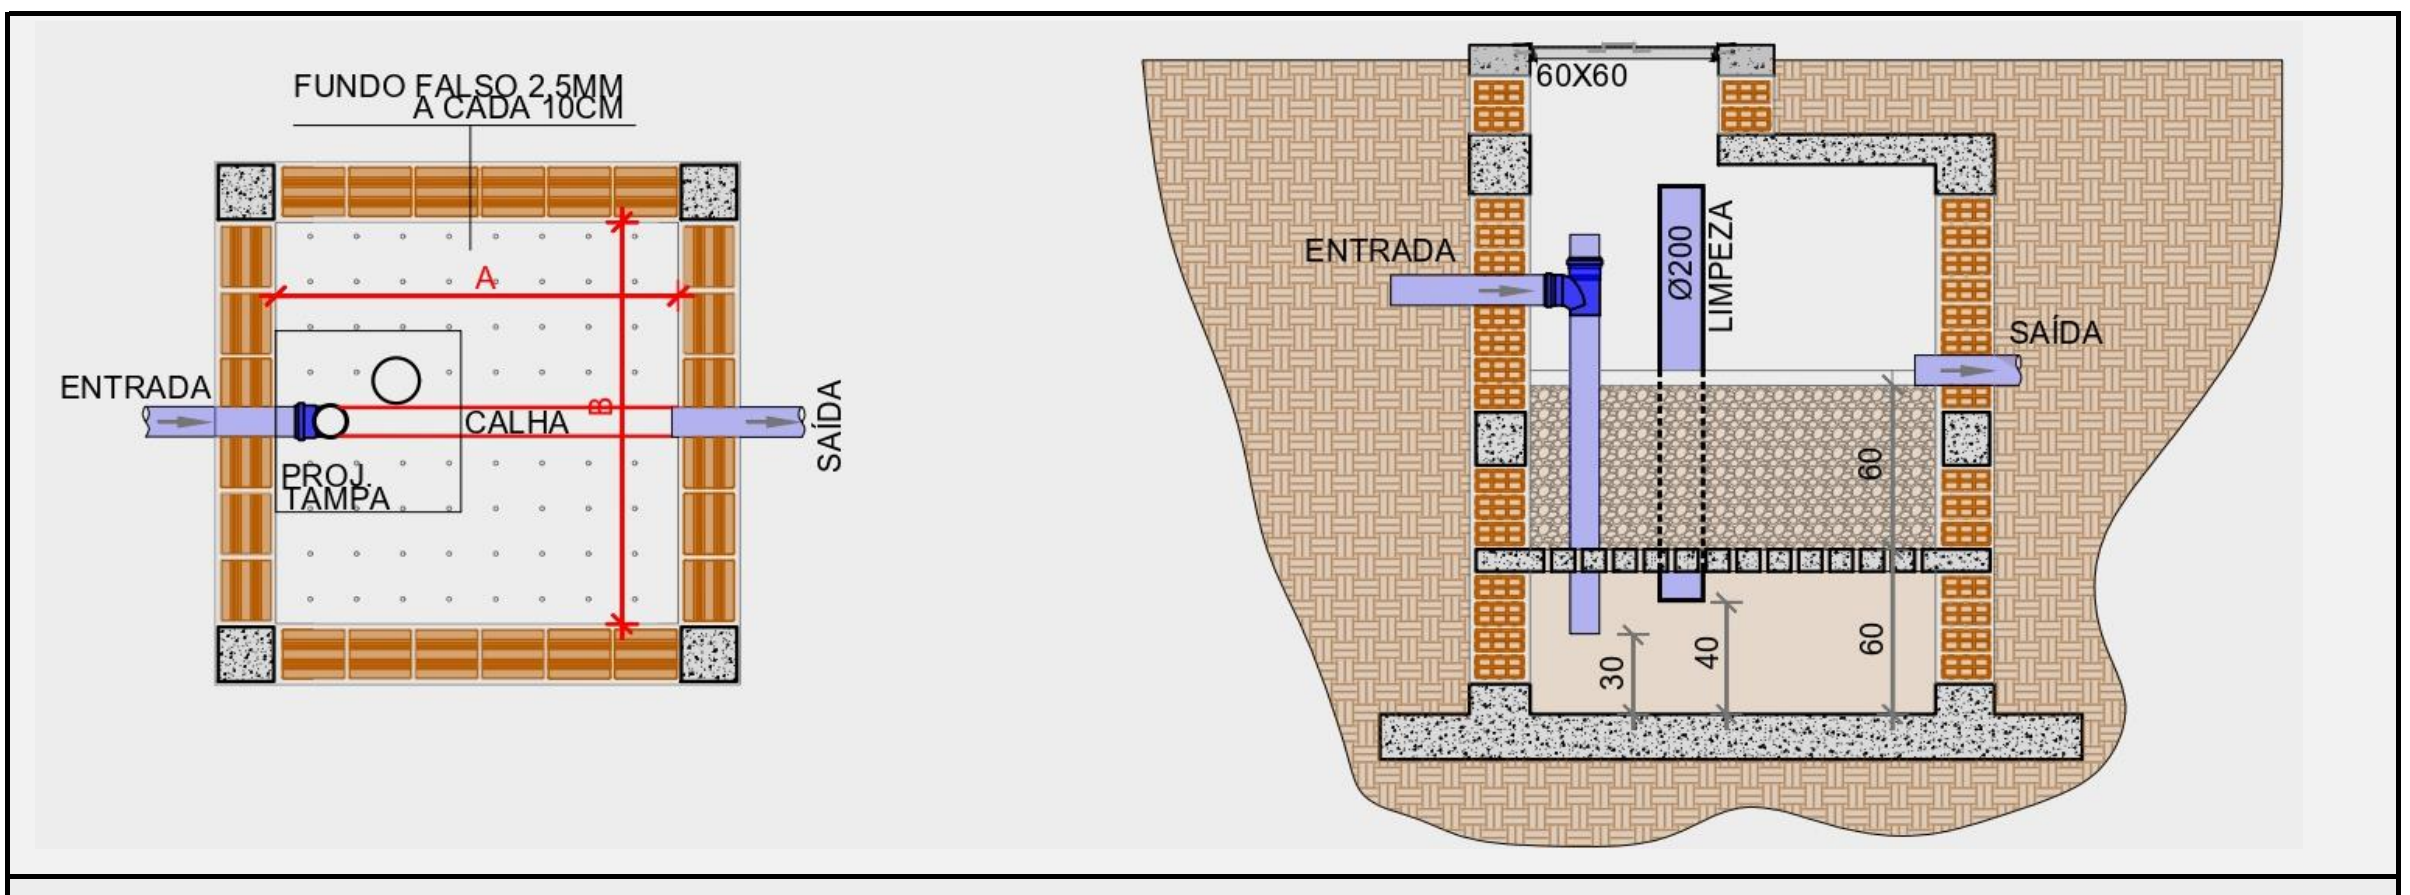 FUNDO FALSO 2,5MM
A CADA 10CM
A
B
ENTRADA
CALHA
PROJ.
TAMPA
SAÍDA
60X60
ENTRADA
Ø200
LIMPEZA
SAÍDA
60
30
40
60